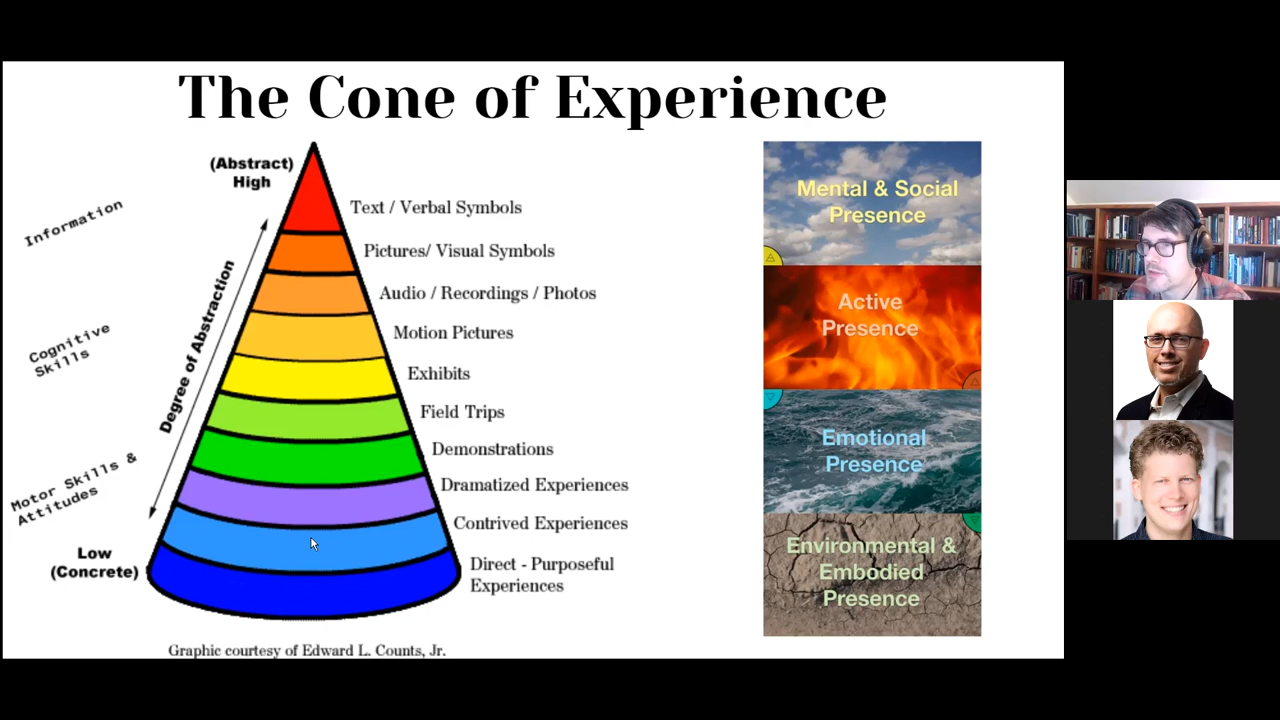 The Cone of Experience
(Abstract)
High
Information
Cognitive
Skills
Motor Skills &
Attitudes
Degree of Abstraction
Low
(Concrete)
Text / Verbal Symbols
Pictures/ Visual Symbols
Audio / Recordings / Photos
Motion Pictures
Exhibits
Field Trips
Demonstrations
Dramatized Experiences
Contrived Experiences
Direct - Purposeful
Experiences
Graphic courtesy of Edward L. Counts, Jr.
Mental & Social
Presence
Active
Presence
Emotional
Presence
Environmental &
Embodied
Presence